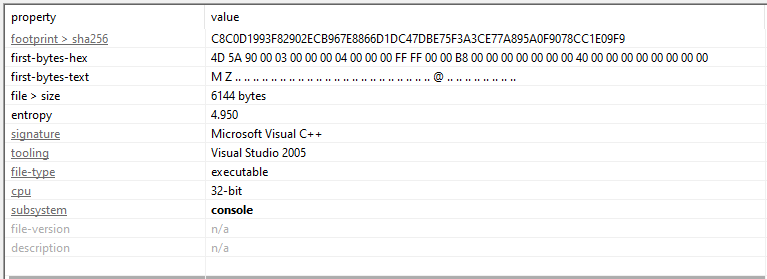 property value
footprint > sha256 C8C0D1993F82902ECB967E8866D1DC47DBE75F3A3CE77A895A0F9078CC1E09F9
first-bytes-hex 4D 5A 90 00 03 00 00 00 04 00 00 00 FF FF 00 00 B8 00 00 00 00 00 00 00 40 00 00 00 00 00 00 00
first-bytes-text M Z .. .. .. .. .. .. .. .. .. .. .. .. .. .. .. .. .. .. .. .. .. .. @ .. .. .. .. .. .. ..
file > size 6144 bytes
entropy 4.950
signature Microsoft Visual C++
tooling Visual Studio 2005
file-type executable
cpu 32-bit
subsystem console
file-version n/a
description n/a